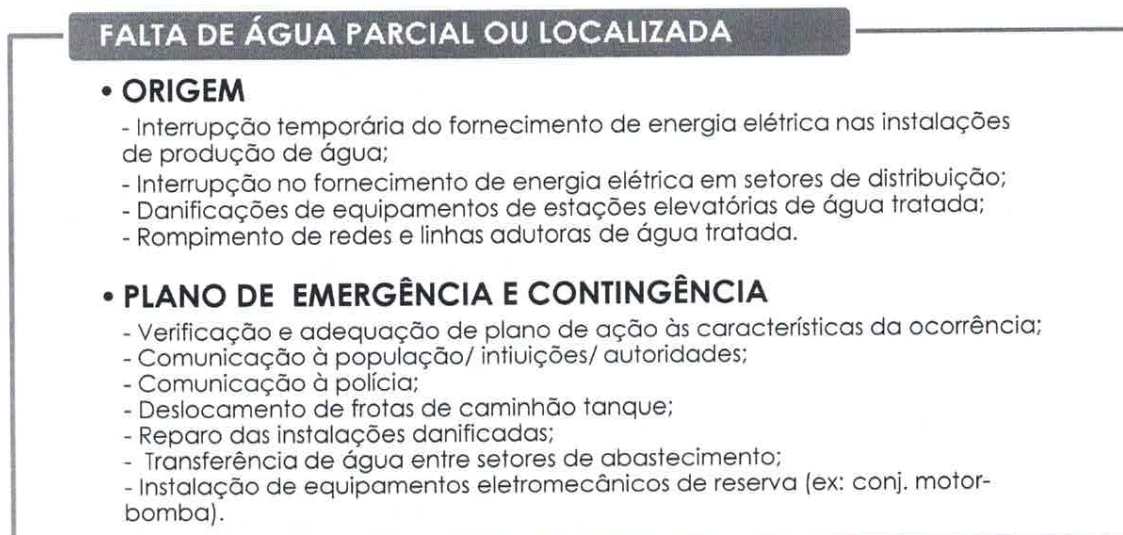 FALTA DE ÁGUA PARCIAL OU LOCALIZADA
• ORIGEM
- Interrupção temporária do fornecimento de energia elétrica nas instalações
de produção de água;
- Interrupção no fornecimento de energia elétrica em setores de distribuição;
- Danificações de equipamentos de estações elevatórias de água tratada;
- Rompimento de redes e linhas adutoras de água tratada.
• PLANO DE EMERGÊNCIA E CONTINGÊNCIA
- Verificação e adequação de plano de ação às características da ocorrência;
- Comunicação à população/ intiuições/ autoridades;
- Comunicação à polícia;
- Deslocamento de frotas de caminhão tanque;
- Reparo das instalações danificadas;
- Transferência de água entre setores de abastecimento;
- Instalação de equipamentos eletromecânicos de reserva (ex: conj. motor-
bomba).